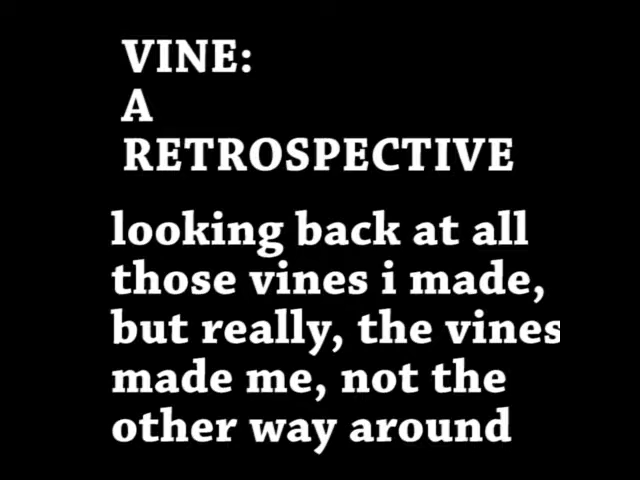 VINE:
A
RETROSPECTIVE
looking back at all
those vines i made,
but really, the vines
made me, not the
other way around